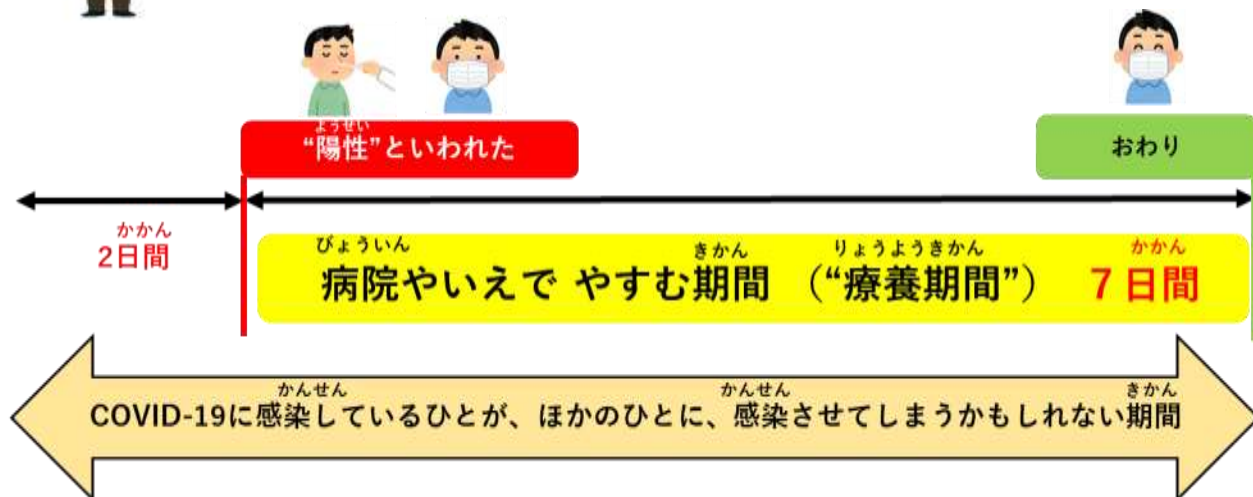 ようせい
“陽性”といわれた
おわり
かかん
2日間
びょういん きかん りょうようきかん かかん
病院やいえで やすむ期間 （“療養期間”） 7日間
かんせん かんせん きかん
COVID-19に感染しているひとが、ほかのひとに、感染させてしまうかもしれない期間